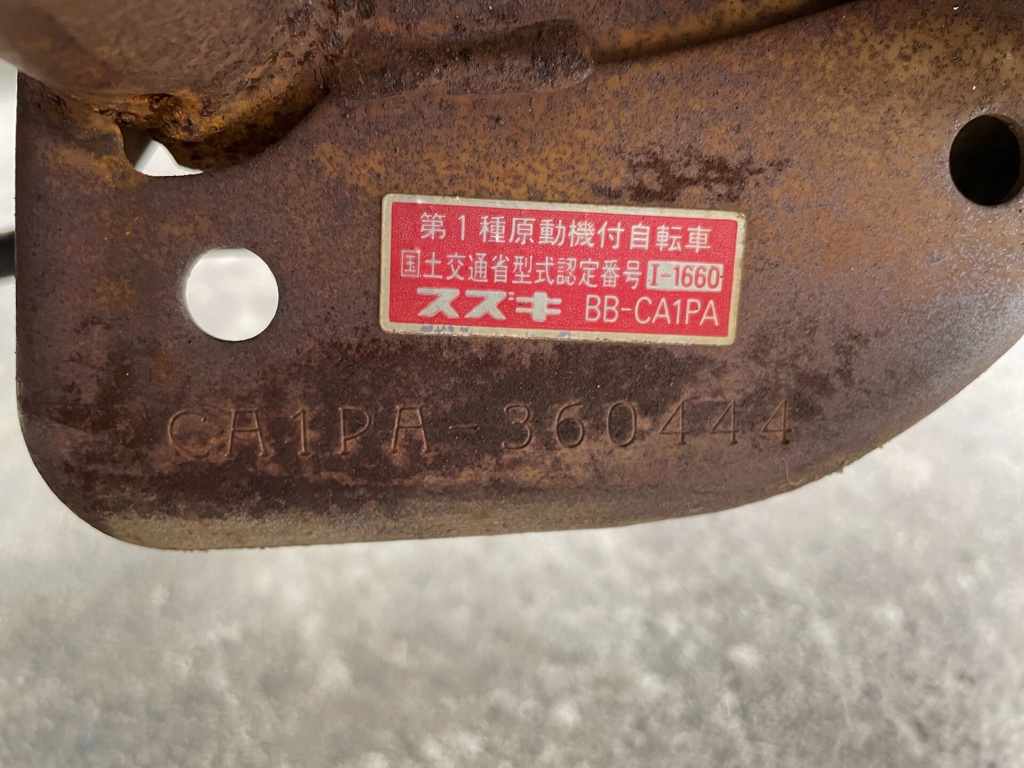 第1種原動機付自転車
国土交通省型式認定番号 I-1660
スズキ BB-CA1PA
CA1PA-360444